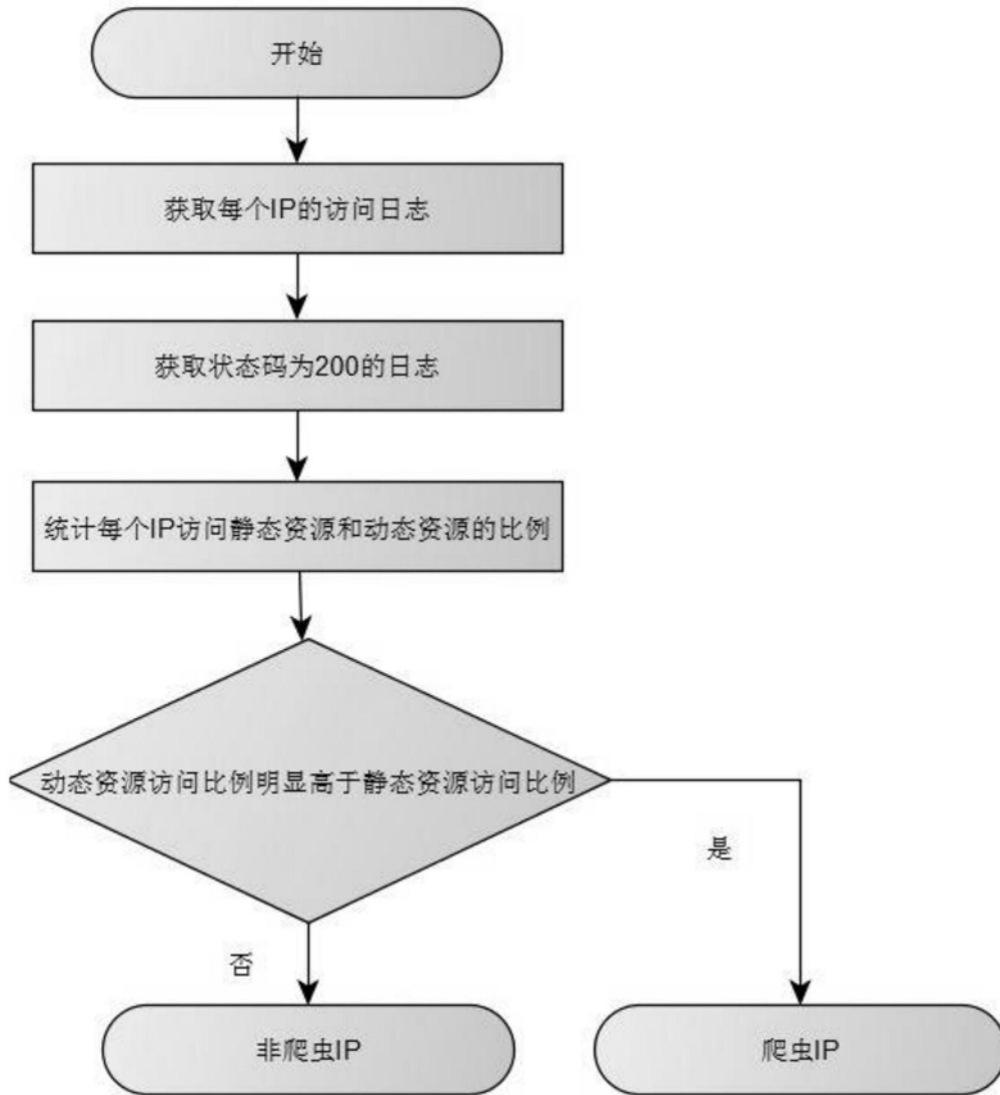 开始
获取每个IP的访问日志
获取状态码为200的日志
统计每个IP访问静态资源和动态资源的比例
动态资源访问比例明显高于静态资源访问比例
是
否
非爬虫IP
爬虫IP